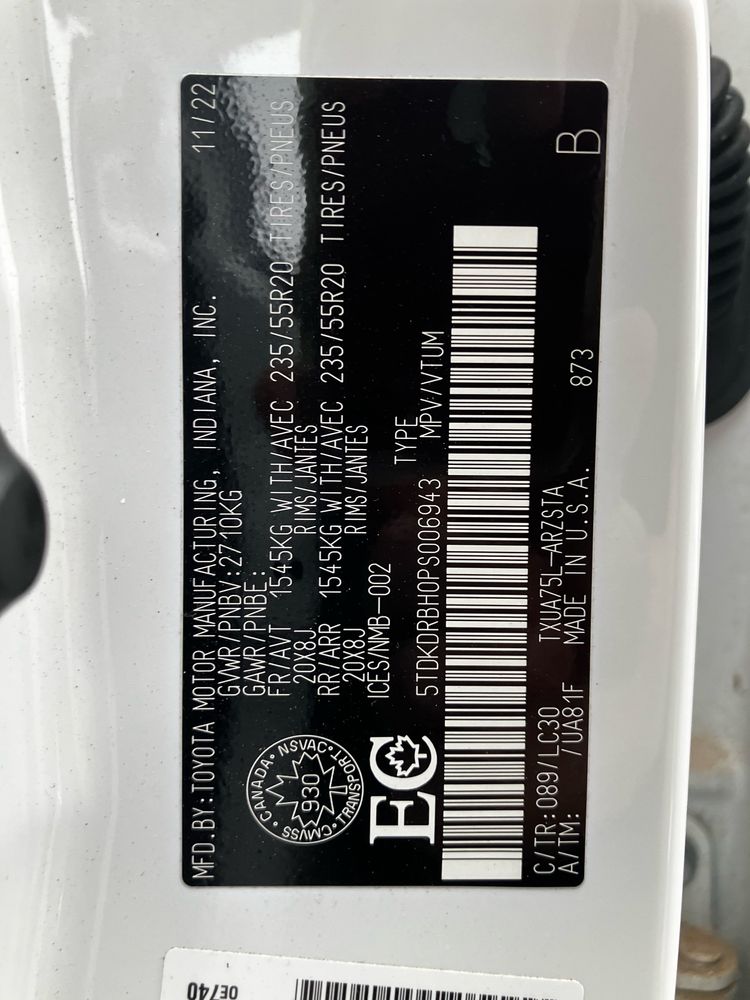 MFD.BY:TOYOTA MOTOR MANUFACTURING, INDIANA, INC. 11/22
GVWR/PNBV:2710KG
GAWR/PNBE:
FR/AVT 1545KG WITH/AVEC 235/55R20 TIRES/PNEUS
20X8J RIMS/JANTES
RR/ARR 1545KG WITH/AVEC 235/55R20 TIRES/PNEUS
20X8J RIMS/JANTES
ICES/NMB-002
CANADA · NSVAC · TRANSPORT · CMVSS
930
EC
5TDKDRBH0PS006943 TYPE
MPV/VTUM
C/TR:089/LC30 TXUA75L-ARZSTA B
A/TM: /UA81F MADE IN U.S.A. 873
0E740